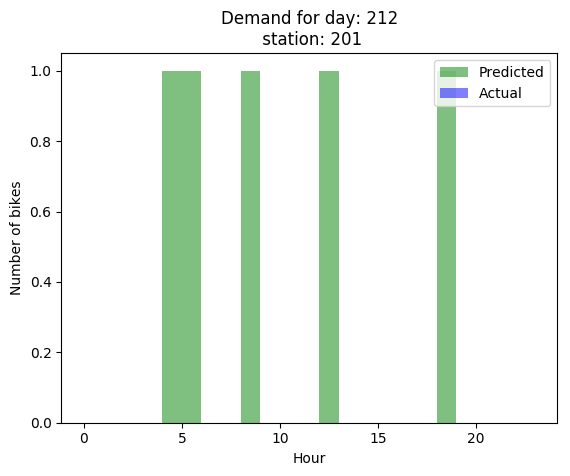 Demand for day: 212
station: 201
Predicted
Actual
1.0
0.8
0.6
0.4
0.2
0.0
Number of bikes
0
5
10
15
20
Hour